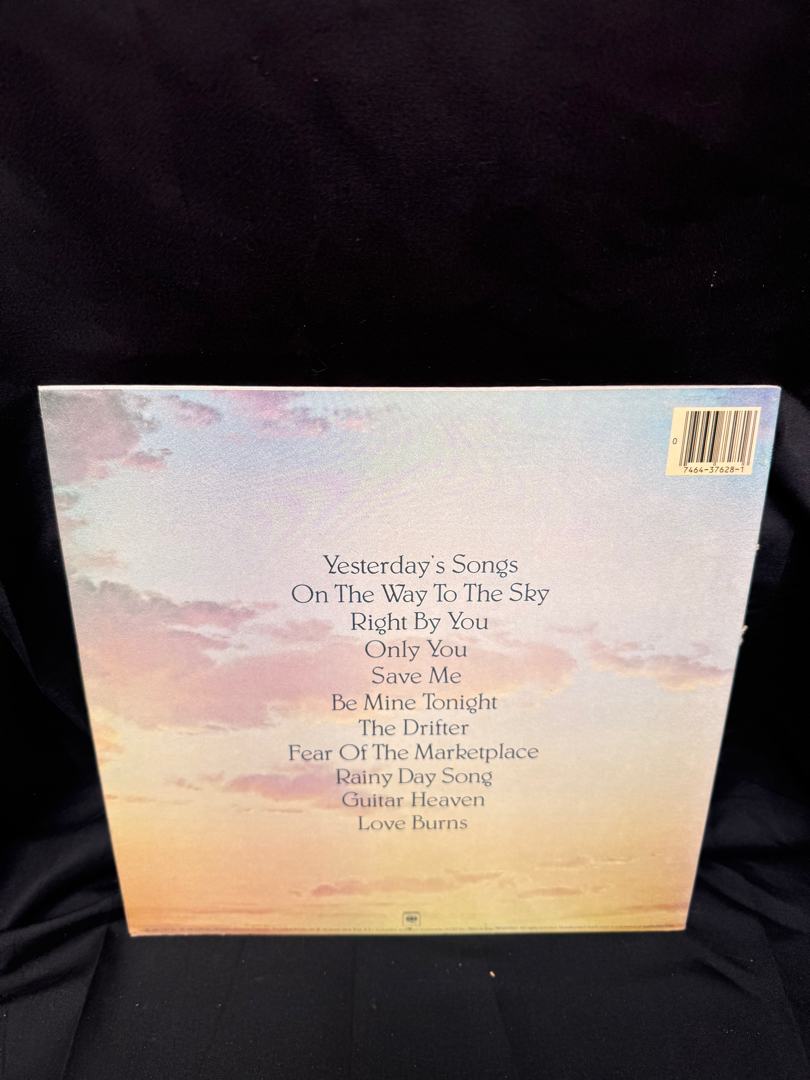 0
7464-37628-1
Yesterday's Songs
On The Way To The Sky
Right By You
Only You
Save Me
Be Mine Tonight
The Drifter
Fear Of The Marketplace
Rainy Day Song
Guitar Heaven
Love Burns